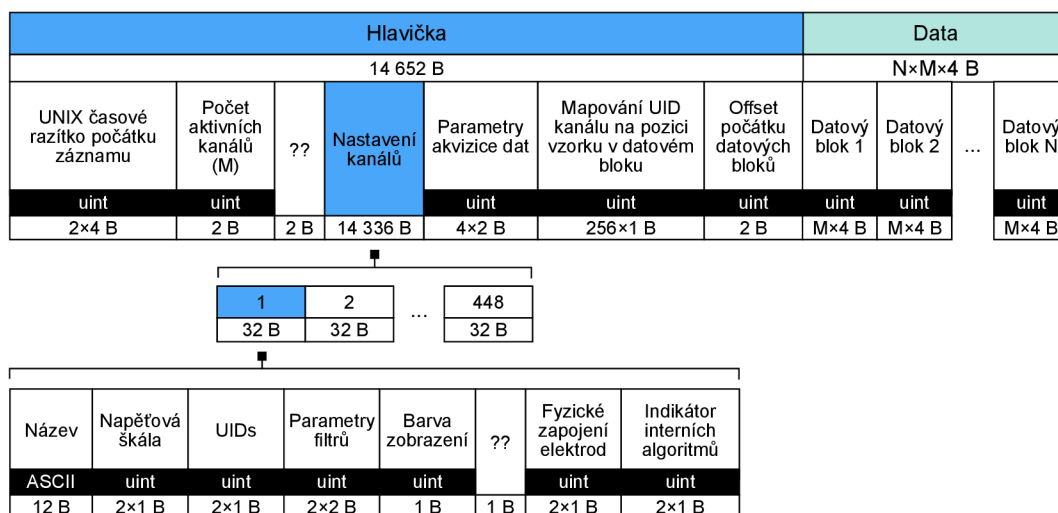 Hlavička
Data
14 652 B
N×M×4 B
UNIX časové
razítko počátku
záznamu
Počet
aktivních
kanálů
(M)
??
Nastavení
kanálů
Parametry
akvizice dat
Mapování UID
kanálu na pozici
vzorku v datovém
bloku
Offset
počátku
datových
bloků
Datový
blok 1
Datový
blok 2
...
Datový
blok N
uint
uint
uint
uint
uint
uint
uint
uint
2×4 B
2 B
2 B
14 336 B
4×2 B
256×1 B
2 B
M×4 B
M×4 B
M×4 B
1
2
...
448
32 B
32 B
32 B
Název
Napěťová
škála
UIDs
Parametry
filtrů
Barva
zobrazení
??
Fyzické
zapojení
elektrod
Indikátor
interních
algoritmů
ASCII
uint
uint
uint
uint
uint
uint
12 B
2×1 B
2×1 B
2×2 B
1 B
1 B
2×1 B
2×1 B